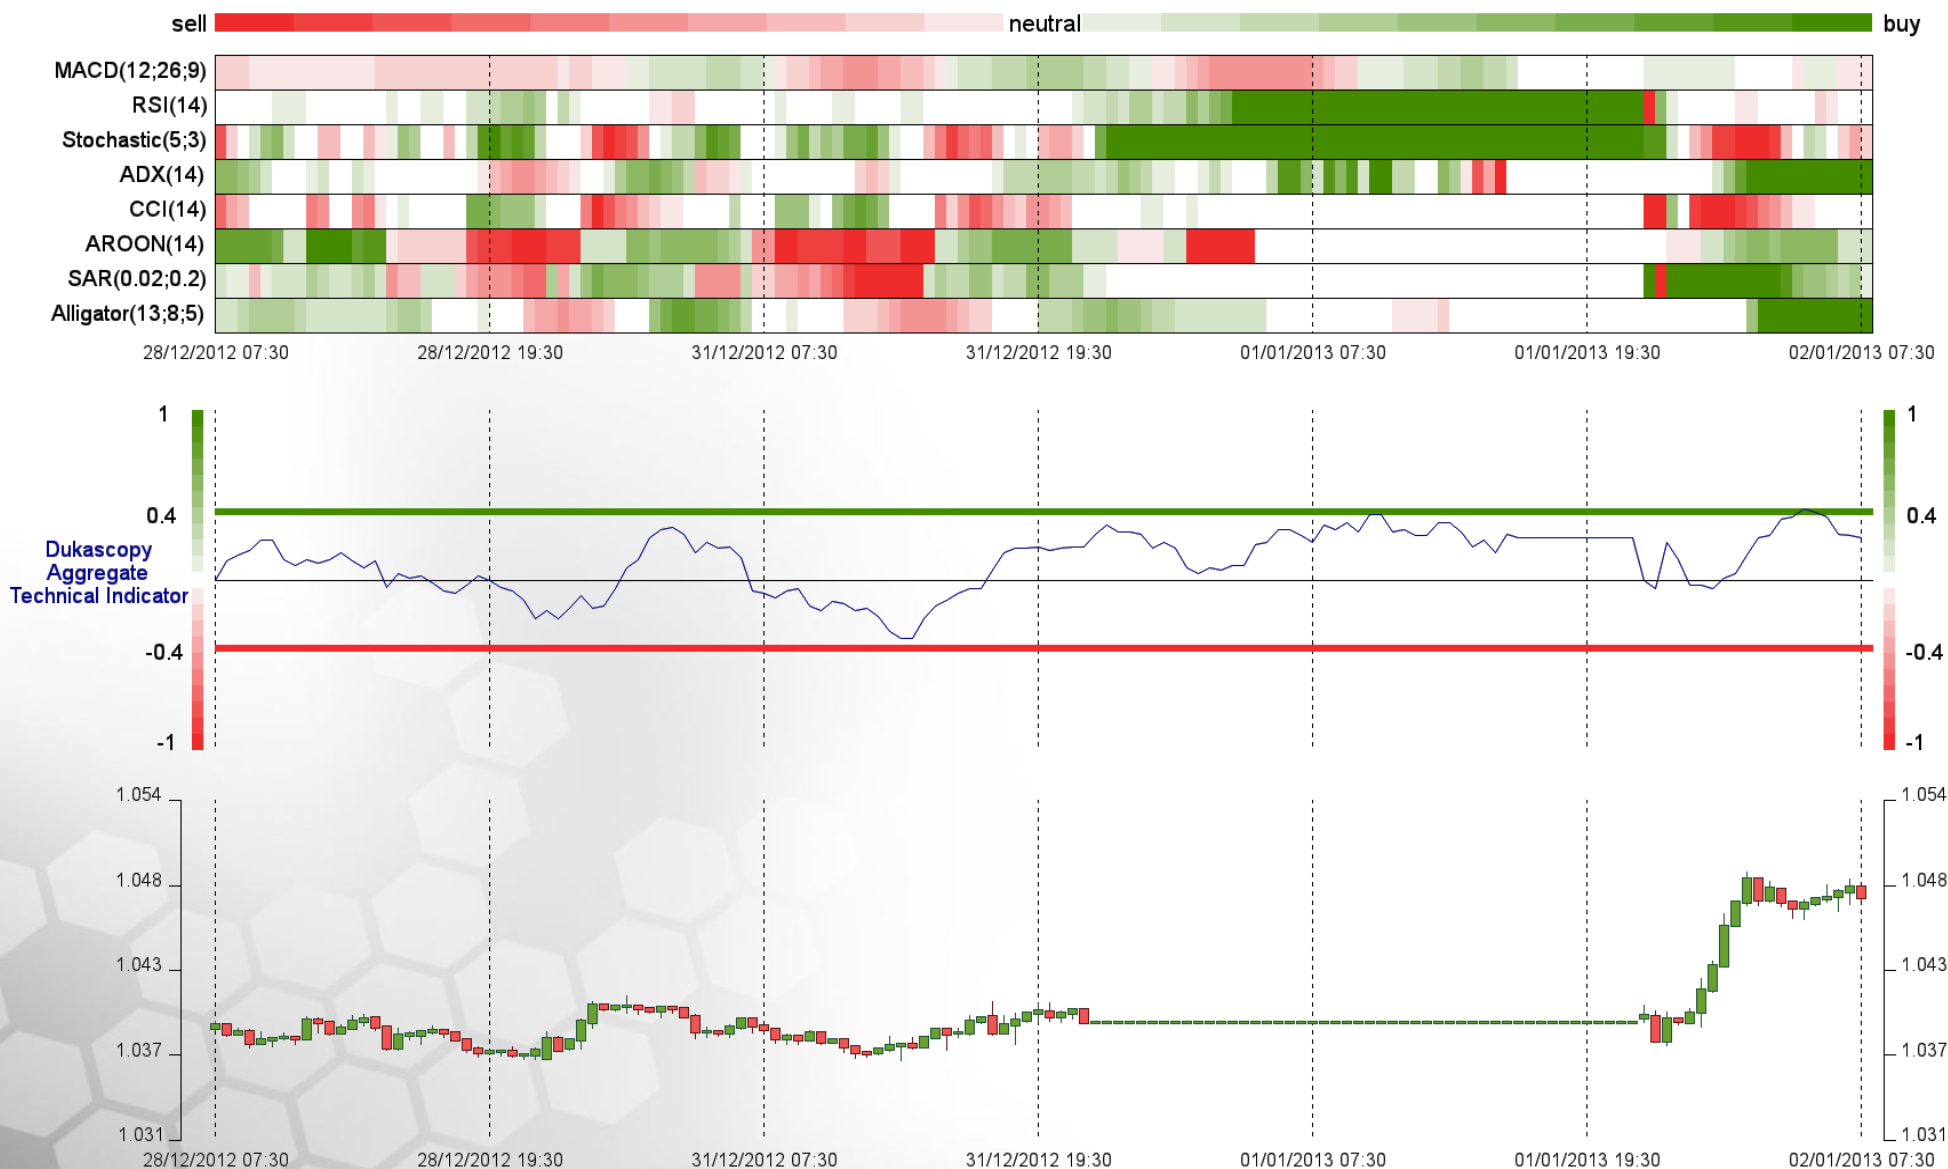 sell neutral buy
MACD(12;26;9)
RSI(14)
Stochastic(5;3)
ADX(14)
CCI(14)
AROON(14)
SAR(0.02;0.2)
Alligator(13;8;5)
28/12/2012 07:30 28/12/2012 19:30 31/12/2012 07:30 31/12/2012 19:30 01/01/2013 07:30 01/01/2013 19:30 02/01/2013 07:30
1 1
0.4 0.4
Dukascopy
Aggregate
Technical Indicator
-0.4 -0.4
-1 -1
1.054 1.054
1.048 1.048
1.043 1.043
1.037 1.037
1.031 1.031
28/12/2012 07:30 28/12/2012 19:30 31/12/2012 07:30 31/12/2012 19:30 01/01/2013 07:30 01/01/2013 19:30 02/01/2013 07:30